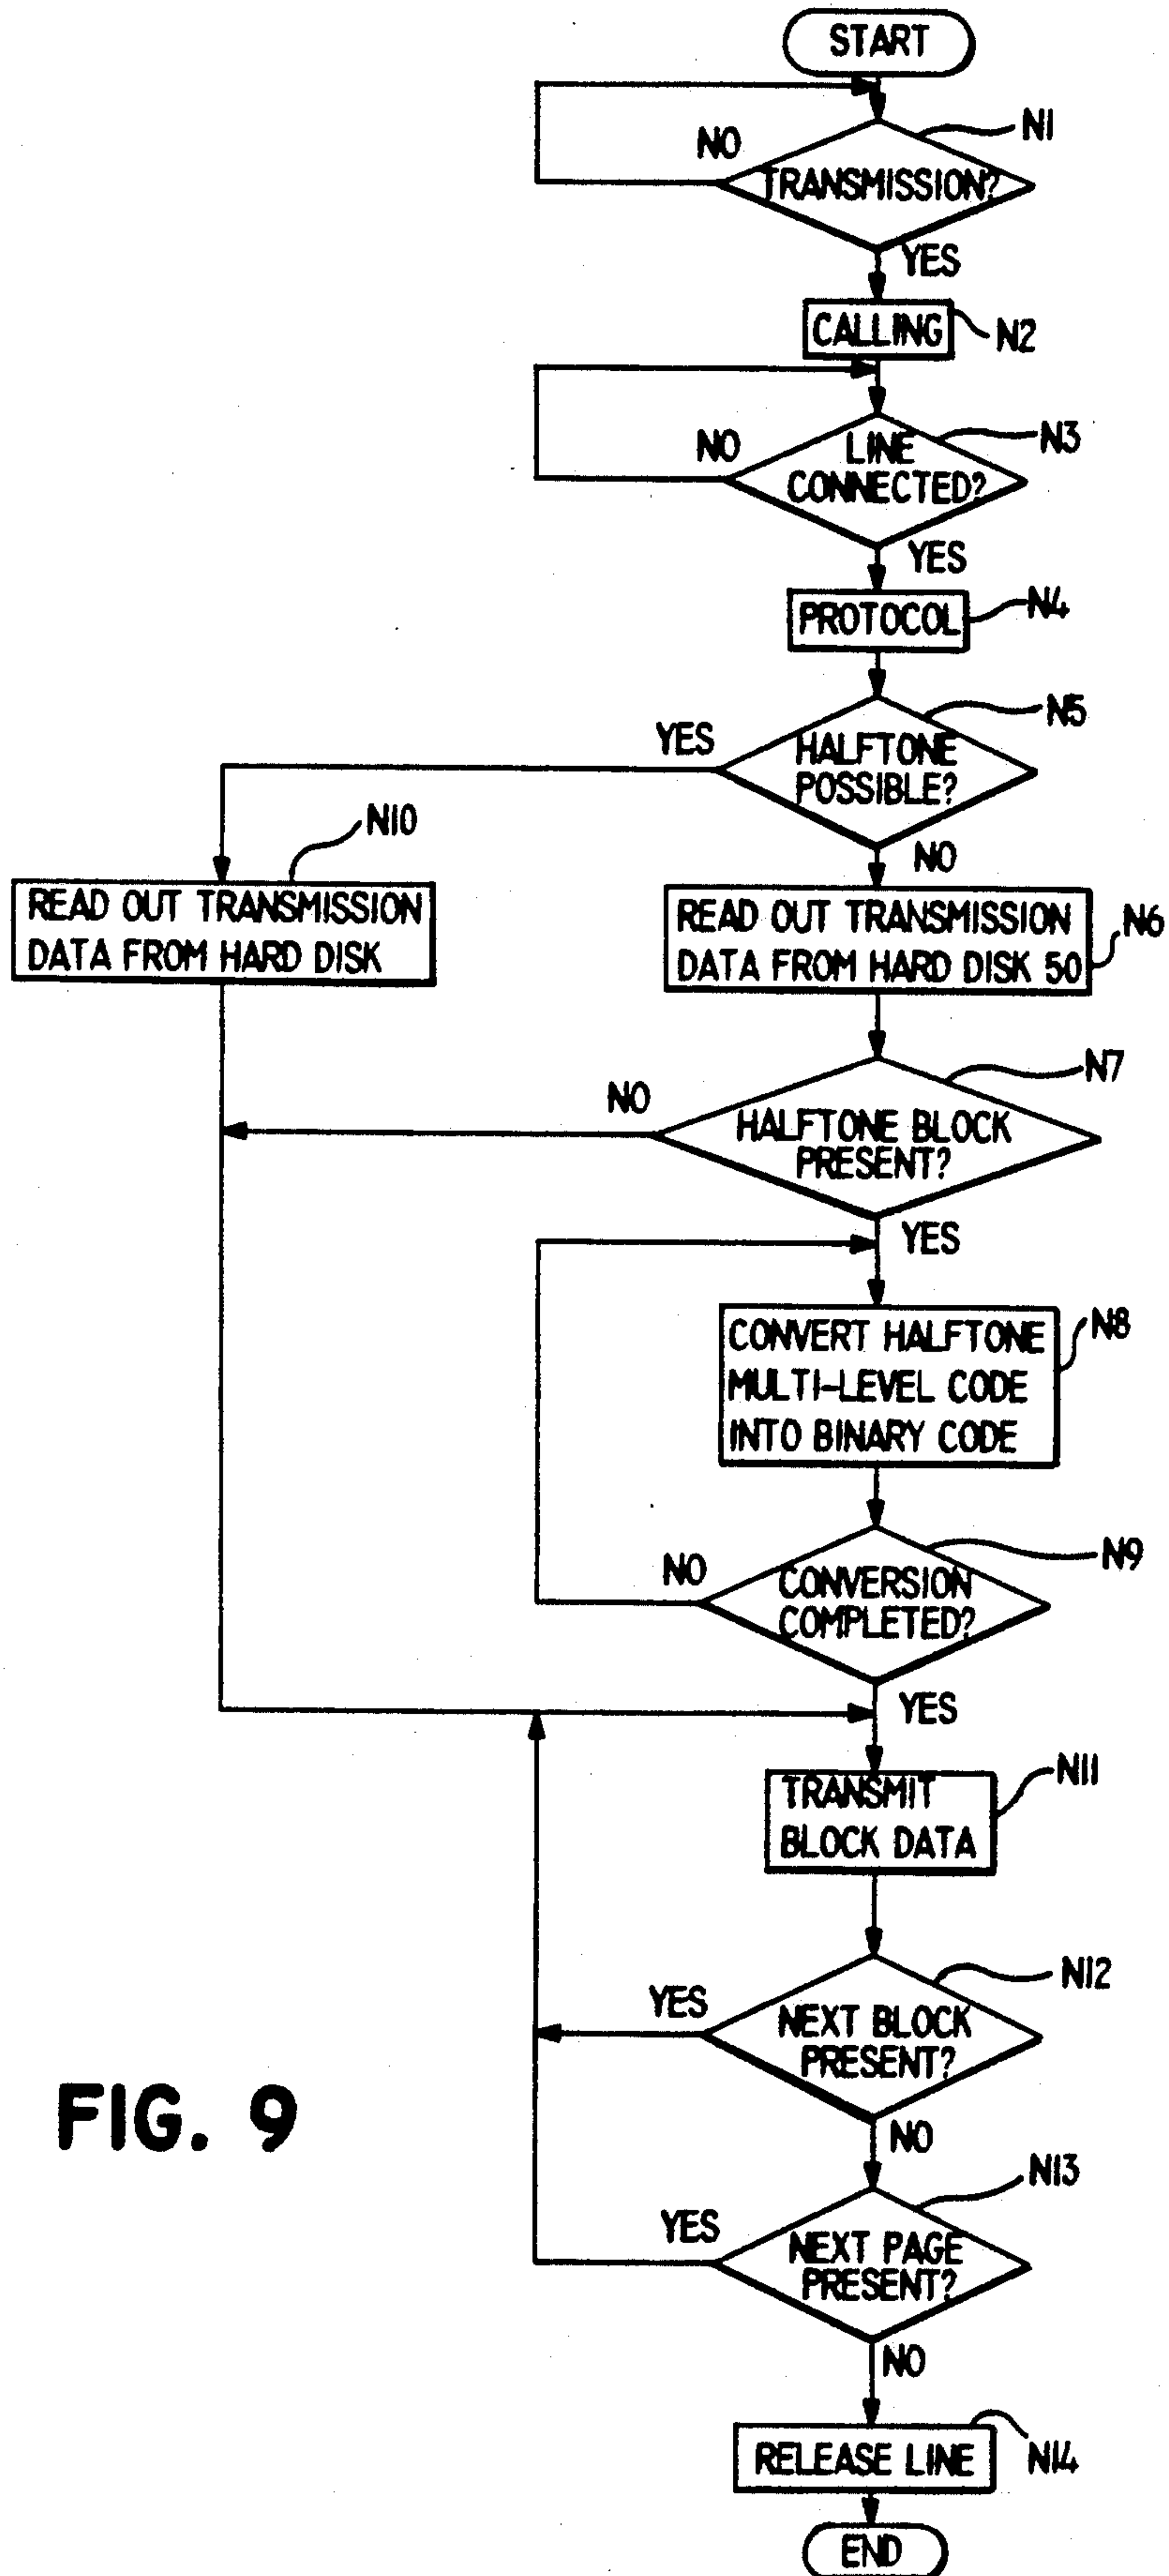 START
N1
NO
TRANSMISSION?
YES
CALLING
N2
N3
NO
LINE
CONNECTED?
YES
PROTOCOL
N4
N5
YES
HALFTONE
POSSIBLE?
N10
NO
READ OUT TRANSMISSION
DATA FROM HARD DISK
READ OUT TRANSMISSION
DATA FROM HARD DISK 50
N6
N7
NO
HALFTONE BLOCK
PRESENT?
YES
CONVERT HALFTONE
MULTI-LEVEL CODE
INTO BINARY CODE
N8
N9
NO
CONVERSION
COMPLETED?
YES
N11
TRANSMIT
BLOCK DATA
N12
YES
NEXT BLOCK
PRESENT?
FIG. 9
NO
N13
YES
NEXT PAGE
PRESENT?
NO
RELEASE LINE
N14
END